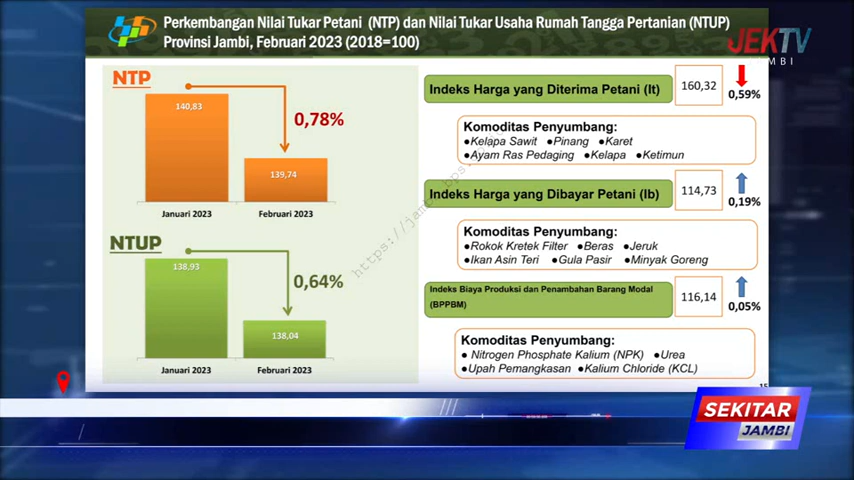 Perkembangan Nilai Tukar Petani (NTP) dan Nilai Tukar Usaha Rumah Tangga Pertanian (NTUP)
Provinsi Jambi, Februari 2023 (2018=100)
JEKTV
JAMBI
NTP
140,83
0,78%
139,74
Januari 2023
Februari 2023
NTUP
138,93
0,64%
138,04
Januari 2023
Februari 2023
Indeks Harga yang Diterima Petani (It)
160,32
0,59%
Komoditas Penyumbang:
●Kelapa Sawit ●Pinang ●Karet
●Ayam Ras Pedaging ●Kelapa ●Ketimun
Indeks Harga yang Dibayar Petani (Ib)
114,73
0,19%
Komoditas Penyumbang:
●Rokok Kretek Filter ●Beras ●Jeruk
●Ikan Asin Teri ●Gula Pasir ●Minyak Goreng
Indeks Biaya Produksi dan Penambahan Barang Modal
(BPPBM)
116,14
0,05%
Komoditas Penyumbang:
● Nitrogen Phosphate Kalium (NPK) ●Urea
●Upah Pemangkasan ●Kalium Chloride (KCL)
15
SEKITAR
JAMBI